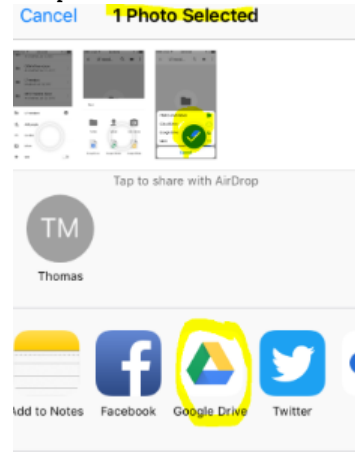 Cancel 1 Photo Selected
Tap to share with AirDrop
TM
Thomas
Add to Notes Facebook Google Drive Twitter